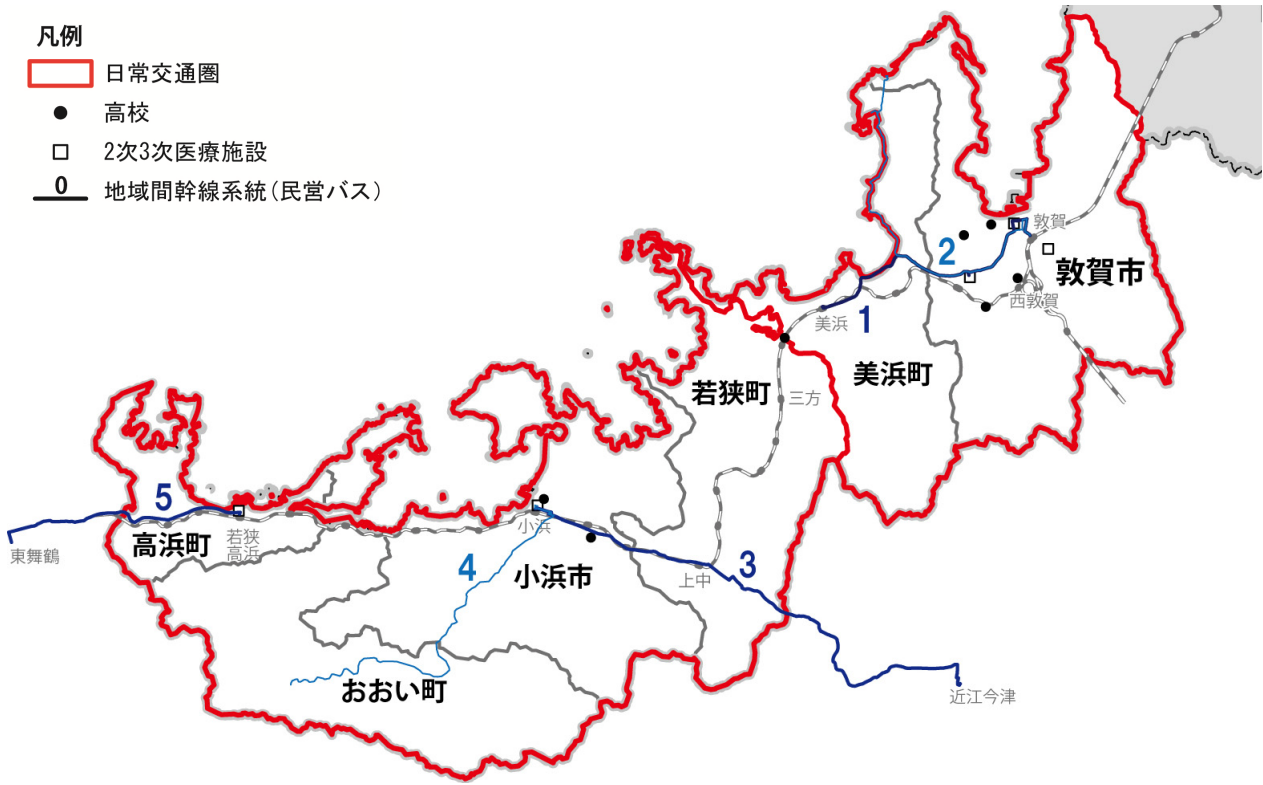 凡例
日常交通圏
高校
2次3次医療施設
0
地域間幹線系統(民営バス)
敦賀
2
敦賀市
西敦賀
美浜
1
美浜町
若狭町
三方
5
小浜
高浜町
若狭
高浜
東舞鶴
4
小浜市
上中
3
おおい町
近江今津